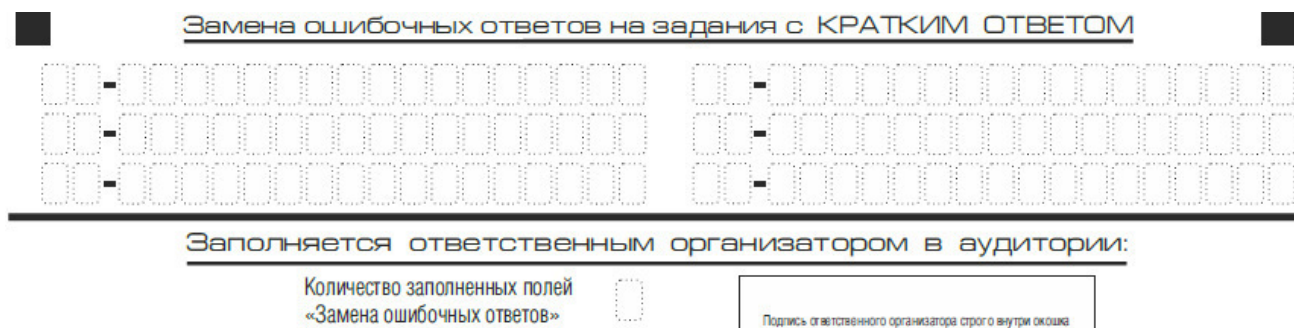 Замена ошибочных ответов на задания с КРАТКИМ ОТВЕТОМ
Заполняется ответственным организатором в аудитории:
Количество заполненных полей
«Замена ошибочных ответов»
Подпись ответственного организатора строго внутри окошка